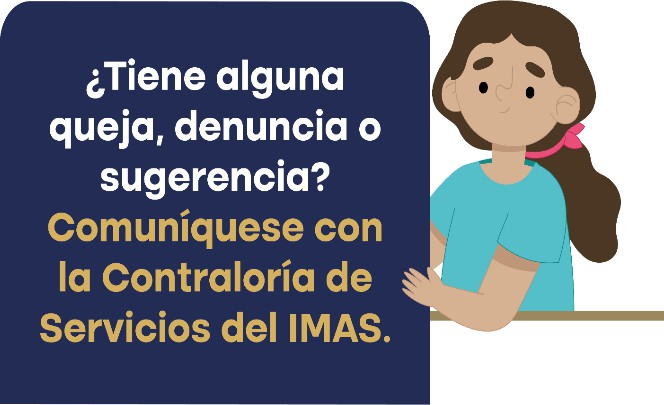 ¿Tiene alguna
queja, denuncia o
sugerencia?
Comuníquese con
la Contraloría de
Servicios del IMAS.